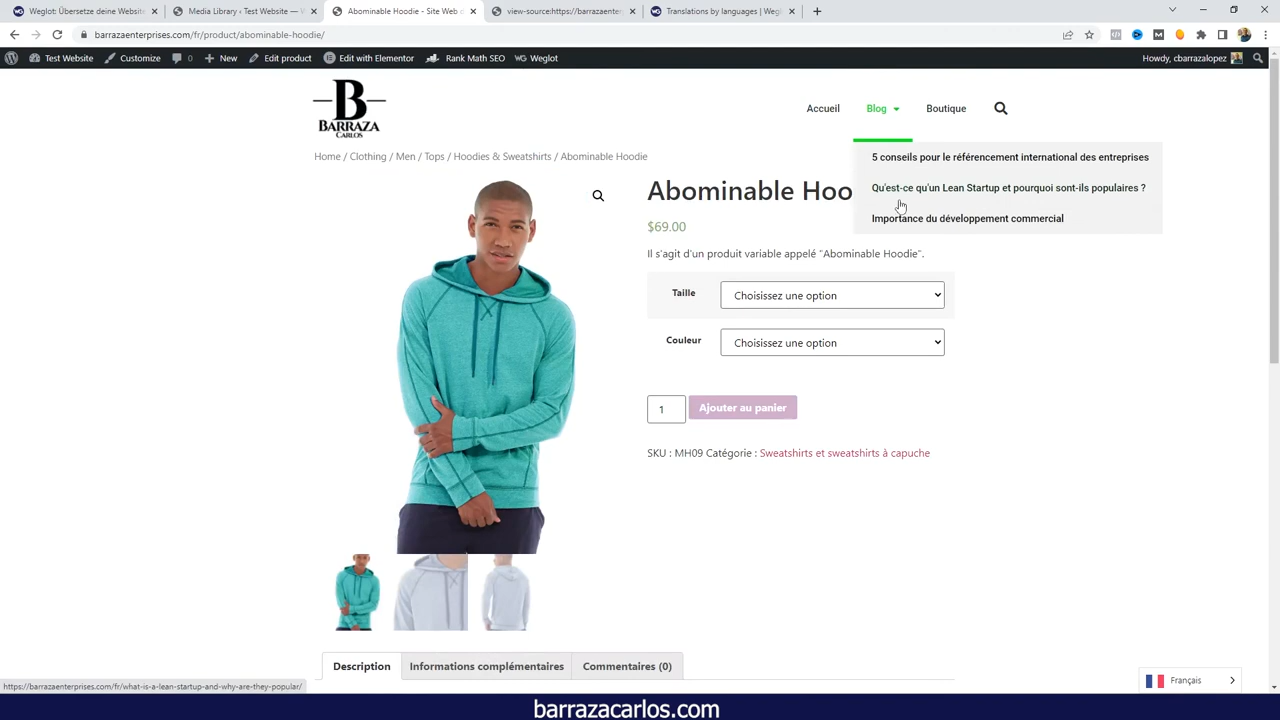 Weglot: Übersetze deine Website
Media Library ‹ Test Website — W
Abominable Hoodie - Site Web d
view-source:https://barrazaenter
Translations by languages | Wegl
barrazaenterprises.com/fr/product/abominable-hoodie/
Test Website Customize 0 New Edit product Edit with Elementor Rank Math SEO Weglot Howdy, cbarrazalopez
B
BARRAZA
CARLOS
Accueil Blog Boutique
Home / Clothing / Men / Tops / Hoodies & Sweatshirts / Abominable Hoodie
5 conseils pour le référencement international des entreprises
Qu'est-ce qu'un Lean Startup et pourquoi sont-ils populaires ?
Importance du développement commercial
Abominable Hoo
$69.00
Il s'agit d'un produit variable appelé "Abominable Hoodie".
Taille Choisissez une option
Couleur Choisissez une option
1 Ajouter au panier
SKU : MH09 Catégorie : Sweatshirts et sweatshirts à capuche
Description Informations complémentaires Commentaires (0)
https://barrazaenterprises.com/fr/what-is-a-lean-startup-and-why-are-they-popular/
Français
barrazacarlos.com